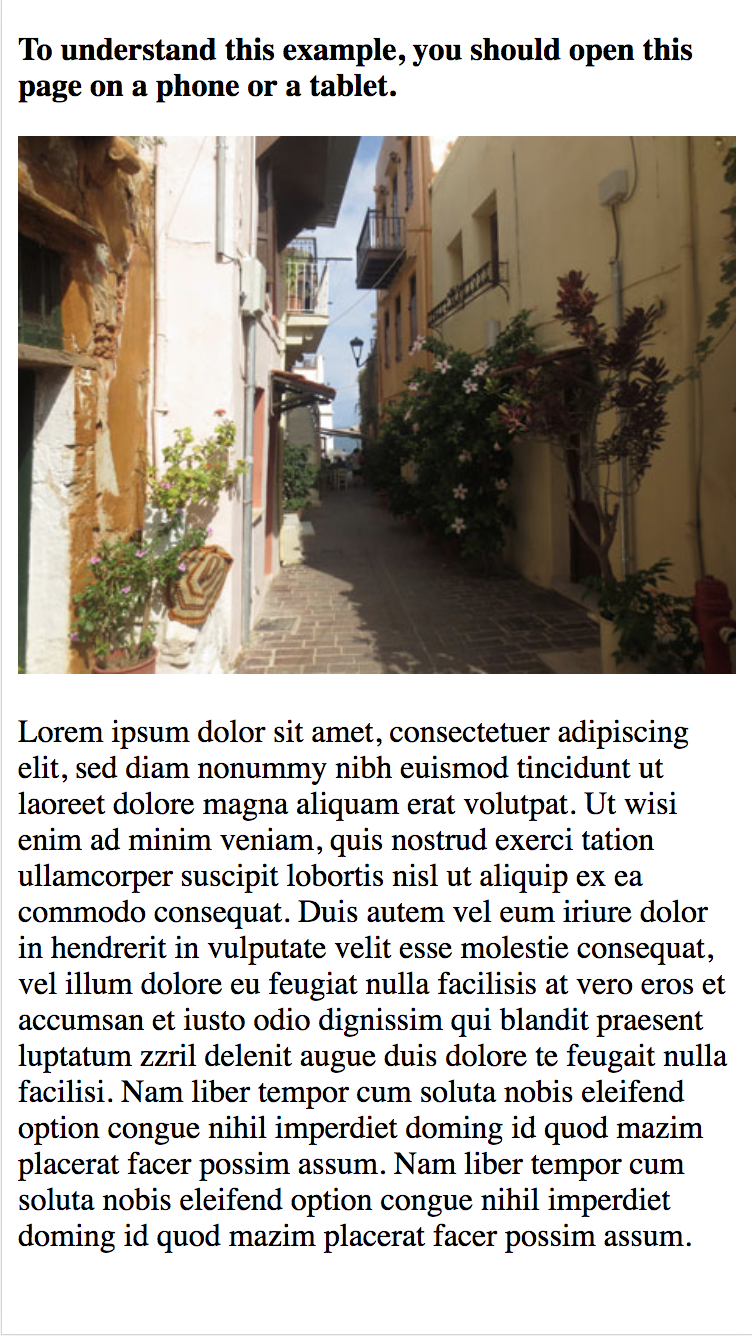 To understand this example, you should open this
page on a phone or a tablet.
Lorem ipsum dolor sit amet, consectetuer adipiscing
elit, sed diam nonummy nibh euismod tincidunt ut
laoreet dolore magna aliquam erat volutpat. Ut wisi
enim ad minim veniam, quis nostrud exerci tation
ullamcorper suscipit lobortis nisl ut aliquip ex ea
commodo consequat. Duis autem vel eum iriure dolor
in hendrerit in vulputate velit esse molestie consequat,
vel illum dolore eu feugiat nulla facilisis at vero eros et
accumsan et iusto odio dignissim qui blandit praesent
luptatum zzril delenit augue duis dolore te feugait nulla
facilisi. Nam liber tempor cum soluta nobis eleifend
option congue nihil imperdiet doming id quod mazim
placerat facer possim assum. Nam liber tempor cum
soluta nobis eleifend option congue nihil imperdiet
doming id quod mazim placerat facer possim assum.